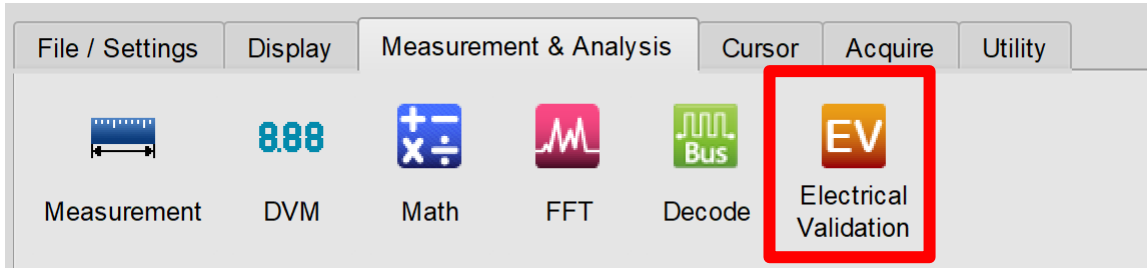 File / Settings Display Measurement & Analysis Cursor Acquire Utility
8.88 Bus EV
Measurement DVM Math FFT Decode Electrical
Validation